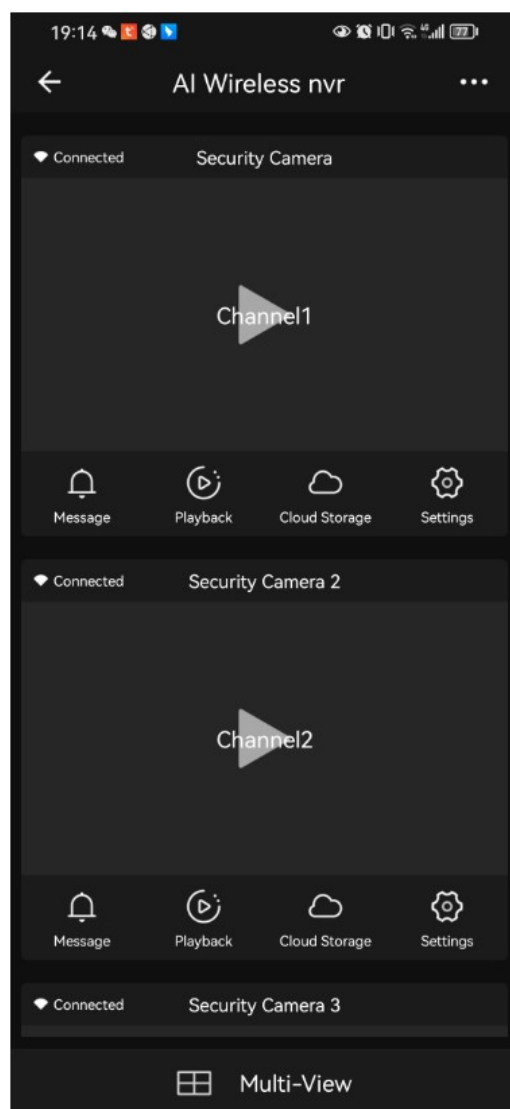 19:14 77
AI Wireless nvr
Connected Security Camera
Channel1
Message Playback Cloud Storage Settings
Connected Security Camera 2
Channel2
Message Playback Cloud Storage Settings
Connected Security Camera 3
Multi-View